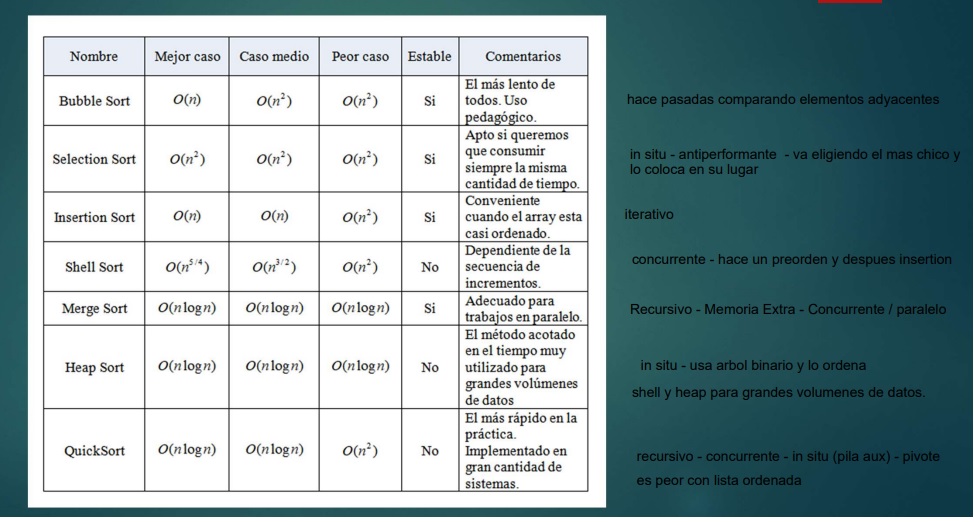 Nombre Mejor caso Caso medio Peor caso Estable Comentarios
Bubble Sort O(n) O(n²) O(n²) Si El más lento de
todos. Uso
pedagógico.
hace pasadas comparando elementos adyacentes
Selection Sort O(n²) O(n²) O(n²) Si Apto si queremos
que consumir
siempre la misma
cantidad de tiempo.
in situ - antiperformante - va eligiendo el mas chico y
lo coloca en su lugar
Insertion Sort O(n) O(n) O(n²) Si Conveniente
cuando el array esta
casi ordenado.
iterativo
Shell Sort O(n^5/4) O(n^3/2) O(n²) No Dependiente de la
secuencia de
incrementos.
concurrente - hace un preorden y despues insertion
Merge Sort O(n log n) O(n log n) O(n log n) Si Adecuado para
trabajos en paralelo.
Recursivo - Memoria Extra - Concurrente / paralelo
Heap Sort O(n log n) O(n log n) O(n log n) No El método acotado
en el tiempo muy
utilizado para
grandes volúmenes
de datos
in situ - usa arbol binario y lo ordena
shell y heap para grandes volumenes de datos.
QuickSort O(n log n) O(n log n) O(n²) No El más rápido en la
práctica.
Implementado en
gran cantidad de
sistemas.
recursivo - concurrente - in situ (pila aux) - pivote
es peor con lista ordenada